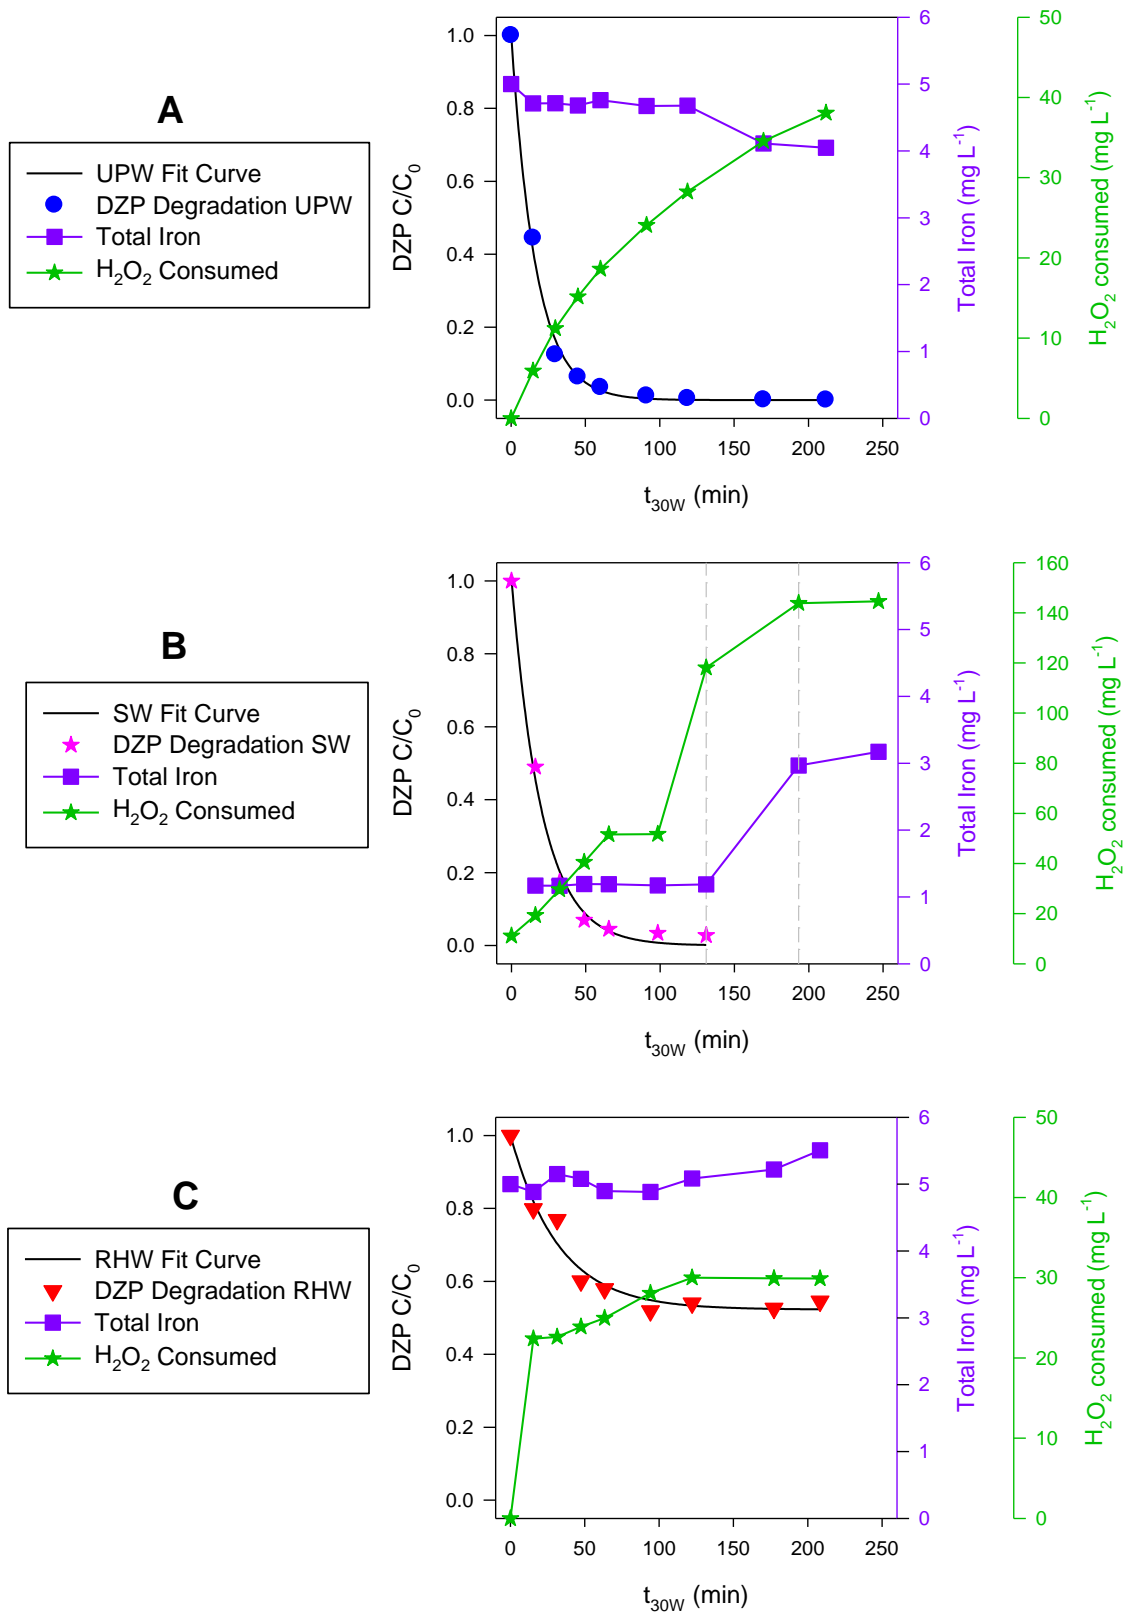 A
UPW Fit Curve
DZP Degradation UPW
Total Iron
H₂O₂ Consumed
DZP C/C₀
1.0
0.8
0.6
0.4
0.2
0.0
0 50 100 150 200 250
t₃₀W (min)
6
5
4
3
2
1
0
Total Iron (mg L⁻¹)
50
40
30
20
10
0
H₂O₂ consumed (mg L⁻¹)
B
SW Fit Curve
DZP Degradation SW
Total Iron
H₂O₂ Consumed
DZP C/C₀
1.0
0.8
0.6
0.4
0.2
0.0
0 50 100 150 200 250
t₃₀W (min)
6
5
4
3
2
1
0
Total Iron (mg L⁻¹)
160
140
120
100
80
60
40
20
0
H₂O₂ consumed (mg L⁻¹)
C
RHW Fit Curve
DZP Degradation RHW
Total Iron
H₂O₂ Consumed
DZP C/C₀
1.0
0.8
0.6
0.4
0.2
0.0
0 50 100 150 200 250
t₃₀W (min)
6
5
4
3
2
1
0
Total Iron (mg L⁻¹)
50
40
30
20
10
0
H₂O₂ consumed (mg L⁻¹)